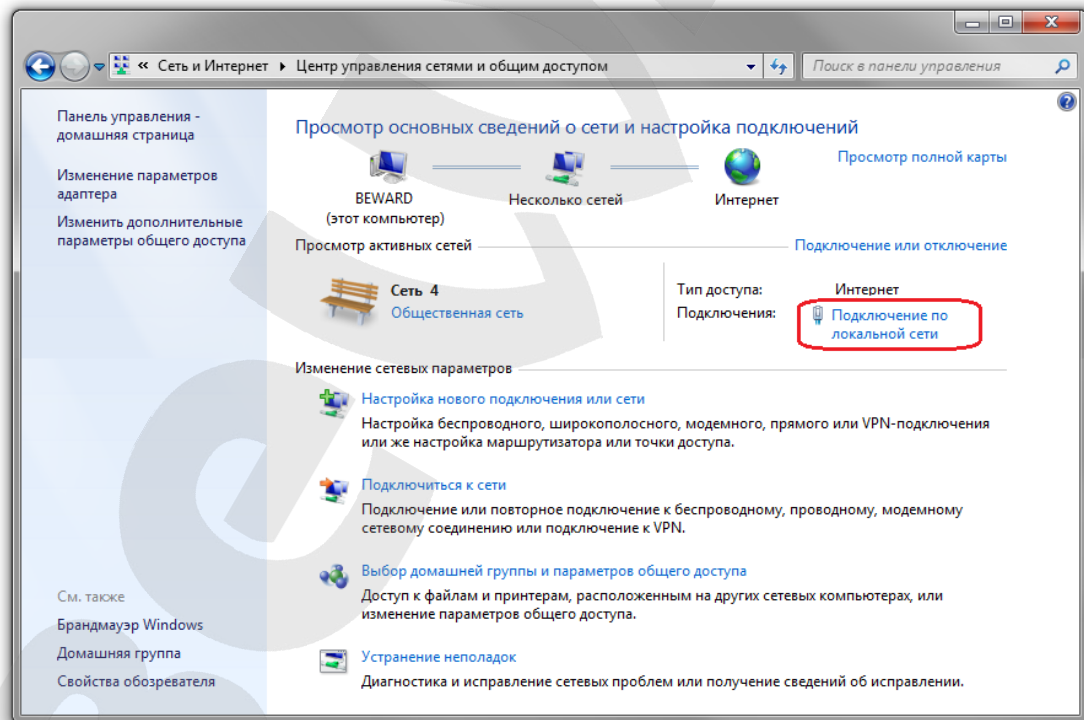 « Сеть и Интернет ▸ Центр управления сетями и общим доступом
Поиск в панели управления
Панель управления -
домашняя страница
Изменение параметров
адаптера
Изменить дополнительные
параметры общего доступа
См. также
Брандмауэр Windows
Домашняя группа
Свойства обозревателя
Просмотр основных сведений о сети и настройка подключений
Просмотр полной карты
BEWARD
(этот компьютер)
Несколько сетей
Интернет
Просмотр активных сетей
Подключение или отключение
Сеть 4
Общественная сеть
Тип доступа: Интернет
Подключения: Подключение по
локальной сети
Изменение сетевых параметров
Настройка нового подключения или сети
Настройка беспроводного, широкополосного, модемного, прямого или VPN-подключения
или же настройка маршрутизатора или точки доступа.
Подключиться к сети
Подключение или повторное подключение к беспроводному, проводному, модемному
сетевому соединению или подключение к VPN.
Выбор домашней группы и параметров общего доступа
Доступ к файлам и принтерам, расположенным на других сетевых компьютерах, или
изменение параметров общего доступа.
Устранение неполадок
Диагностика и исправление сетевых проблем или получение сведений об исправлении.